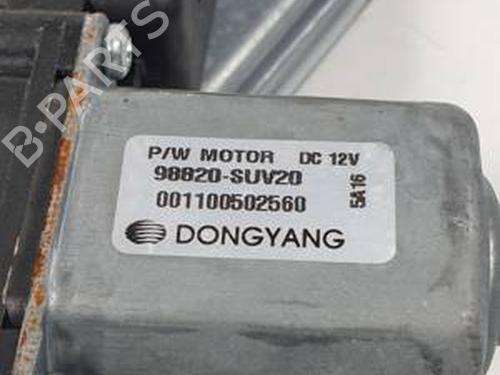 B-PARTS
P/W MOTOR DC 12V
98820-SUV20
001100502560
5A16
DONGYANG